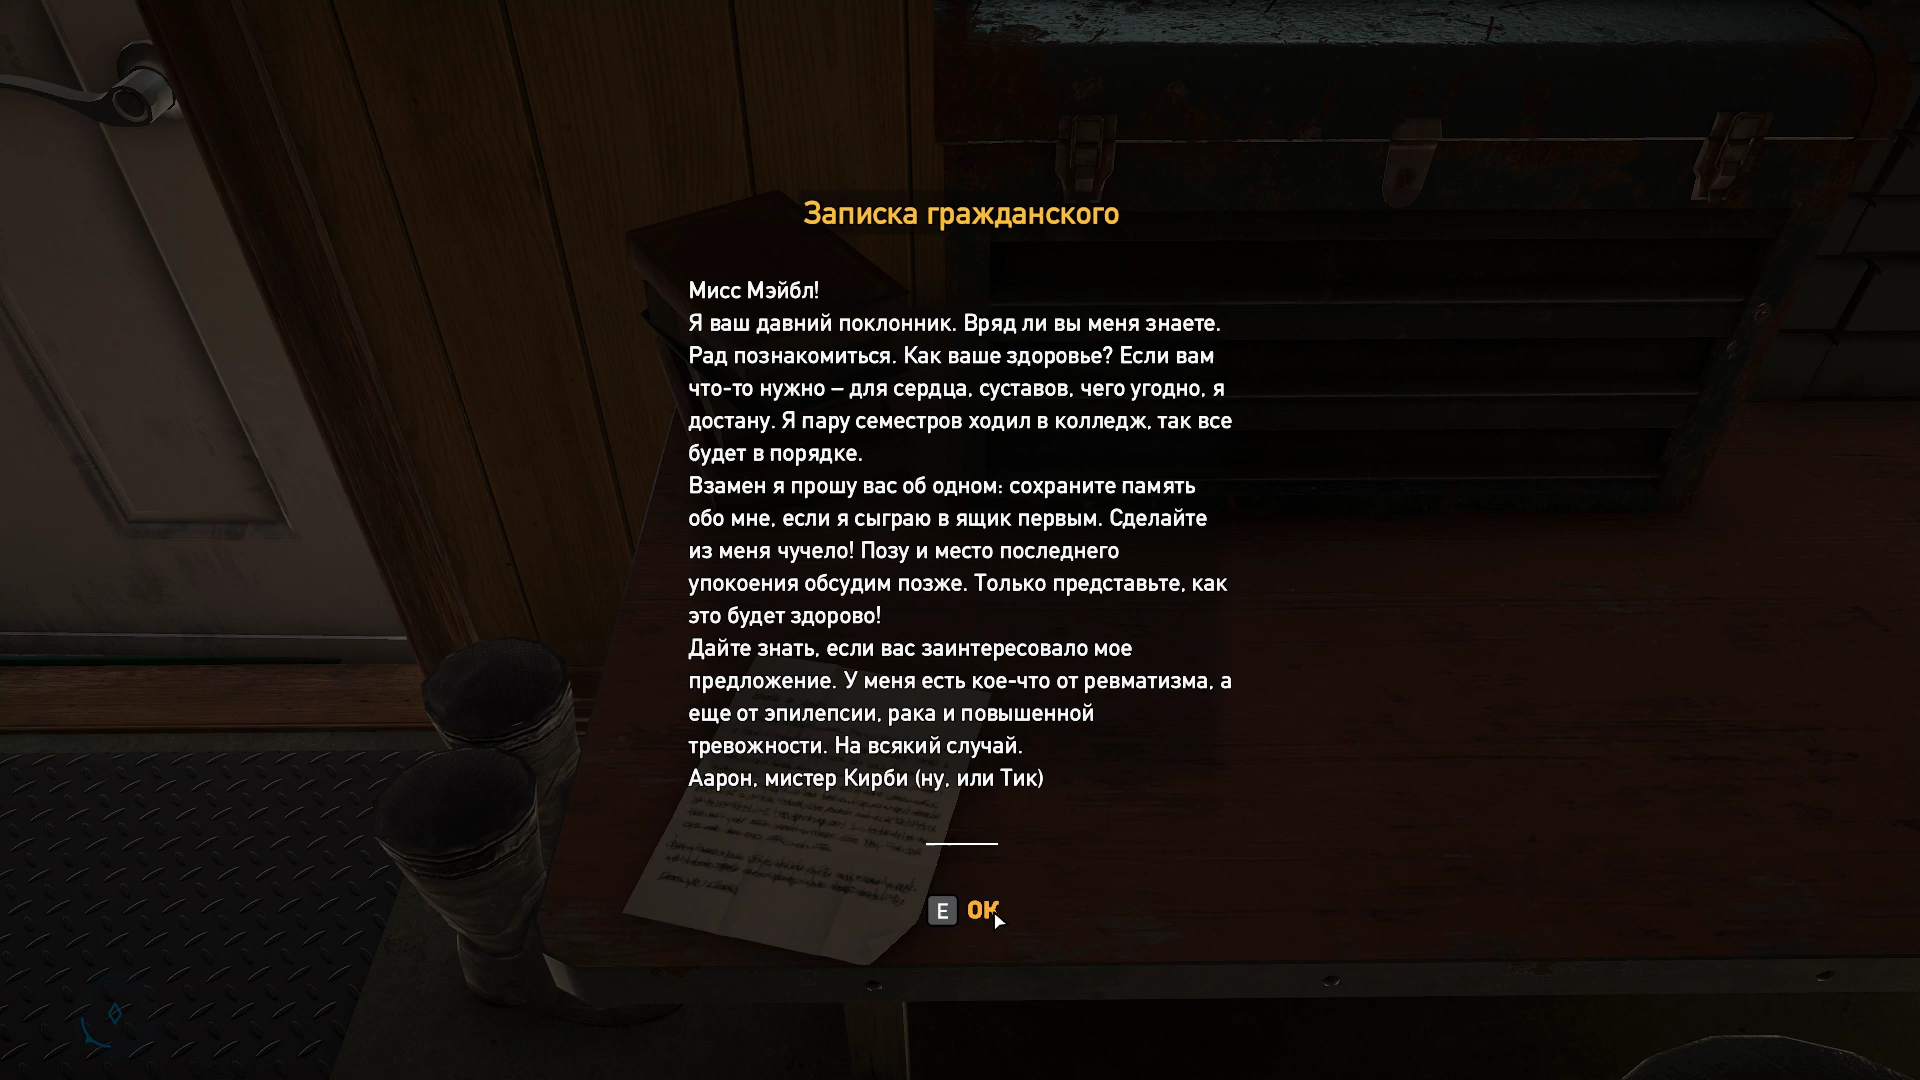 Записка гражданского
Мисс Мэйбл!
Я ваш давний поклонник. Вряд ли вы меня знаете.
Рад познакомиться. Как ваше здоровье? Если вам
что-то нужно – для сердца, суставов, чего угодно, я
достану. Я пару семестров ходил в колледж, так все
будет в порядке.
Взамен я прошу вас об одном: сохраните память
обо мне, если я сыграю в ящик первым. Сделайте
из меня чучело! Позу и место последнего
упокоения обсудим позже. Только представьте, как
это будет здорово!
Дайте знать, если вас заинтересовало мое
предложение. У меня есть кое-что от ревматизма, а
еще от эпилепсии, рака и повышенной
тревожности. На всякий случай.
Аарон, мистер Кирби (ну, или Тик)
E ОК